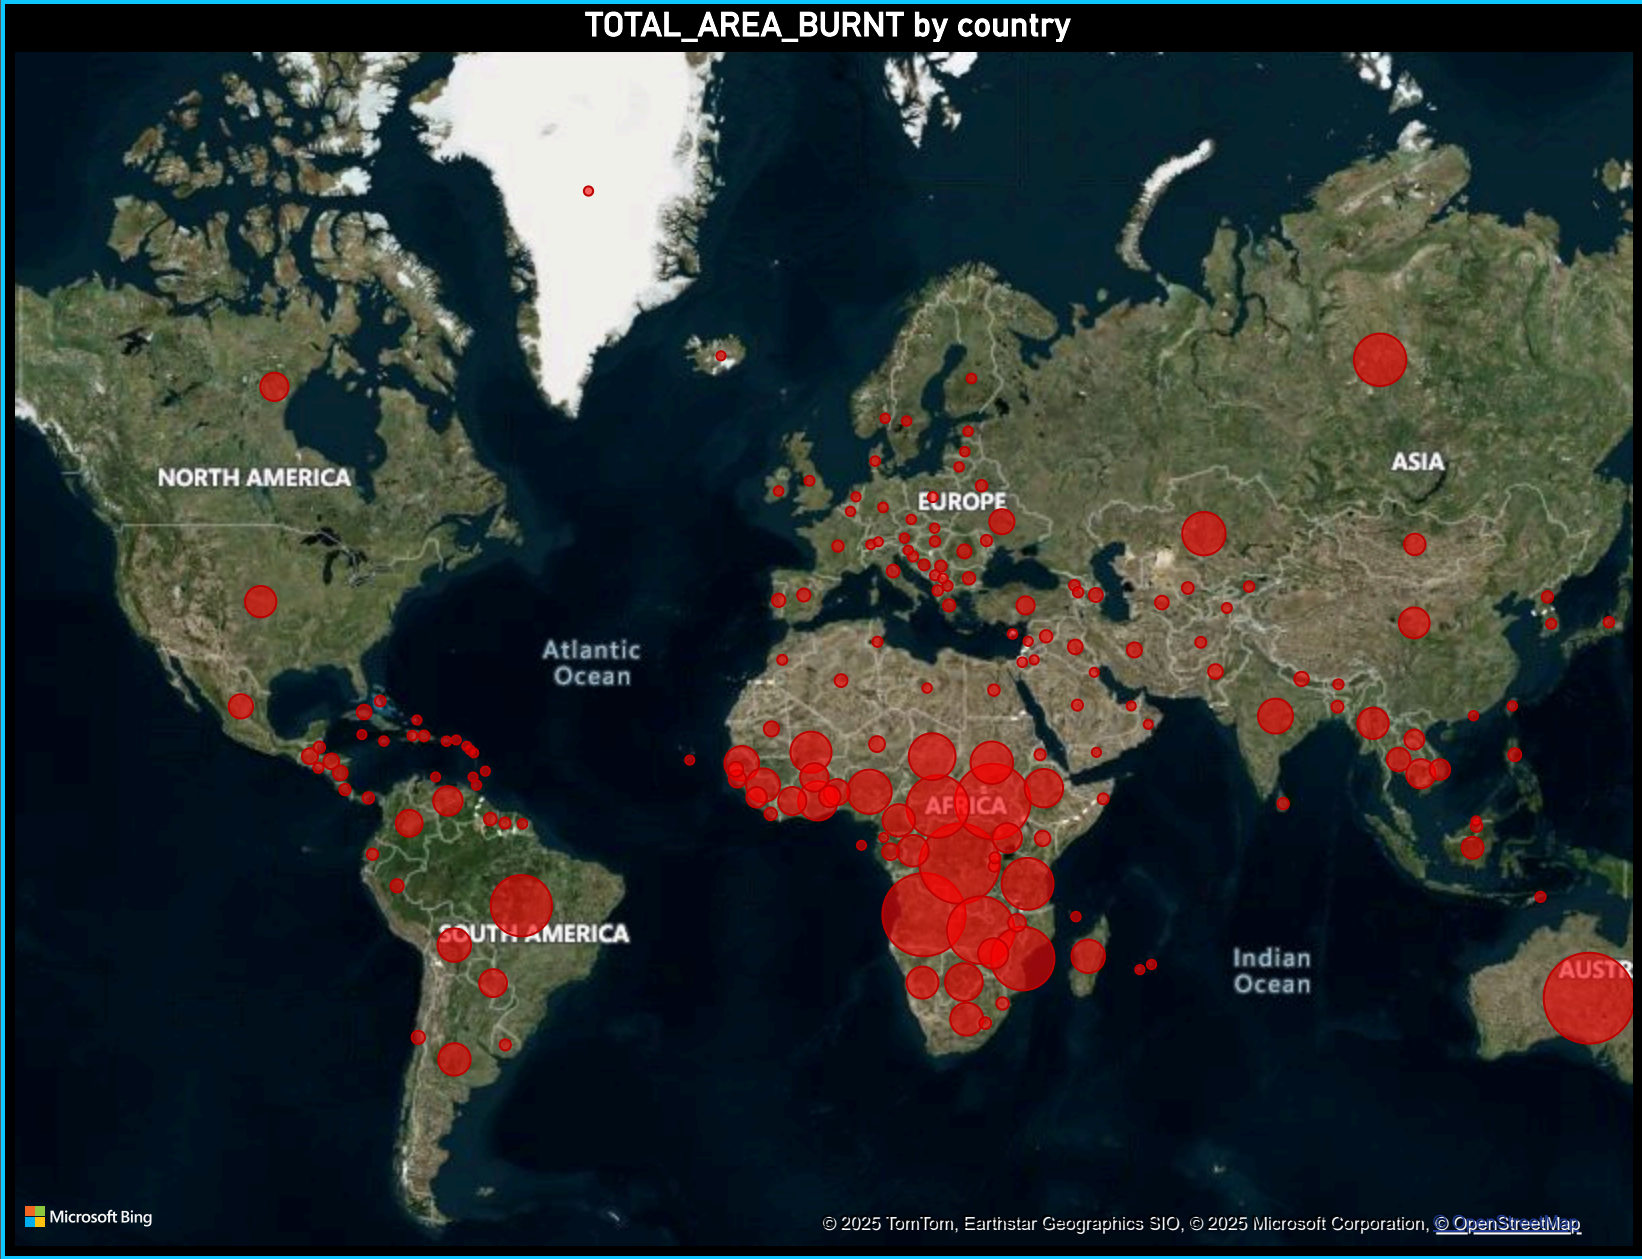 TOTAL_AREA_BURNT by country
NORTH AMERICA
ASIA
EUROPE
Atlantic
Ocean
AFRICA
SOUTH AMERICA
Indian
Ocean
AUSTR
Microsoft Bing
© 2025 TomTom, Earthstar Geographics SIO, © 2025 Microsoft Corporation, © OpenStreetMap